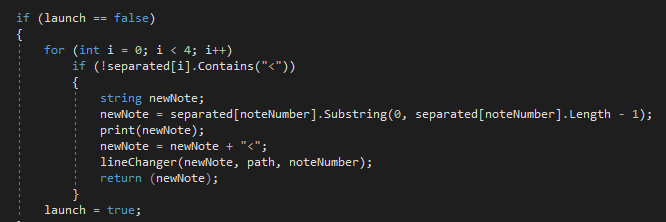 if (launch == false)
{
for (int i = 0; i < 4; i++)
if (!separated[i].Contains("<"))
{
string newNote;
newNote = separated[noteNumber].Substring(0, separated[noteNumber].Length - 1);
print(newNote);
newNote = newNote + "<";
lineChanger(newNote, path, noteNumber);
return (newNote);
}
launch = true;